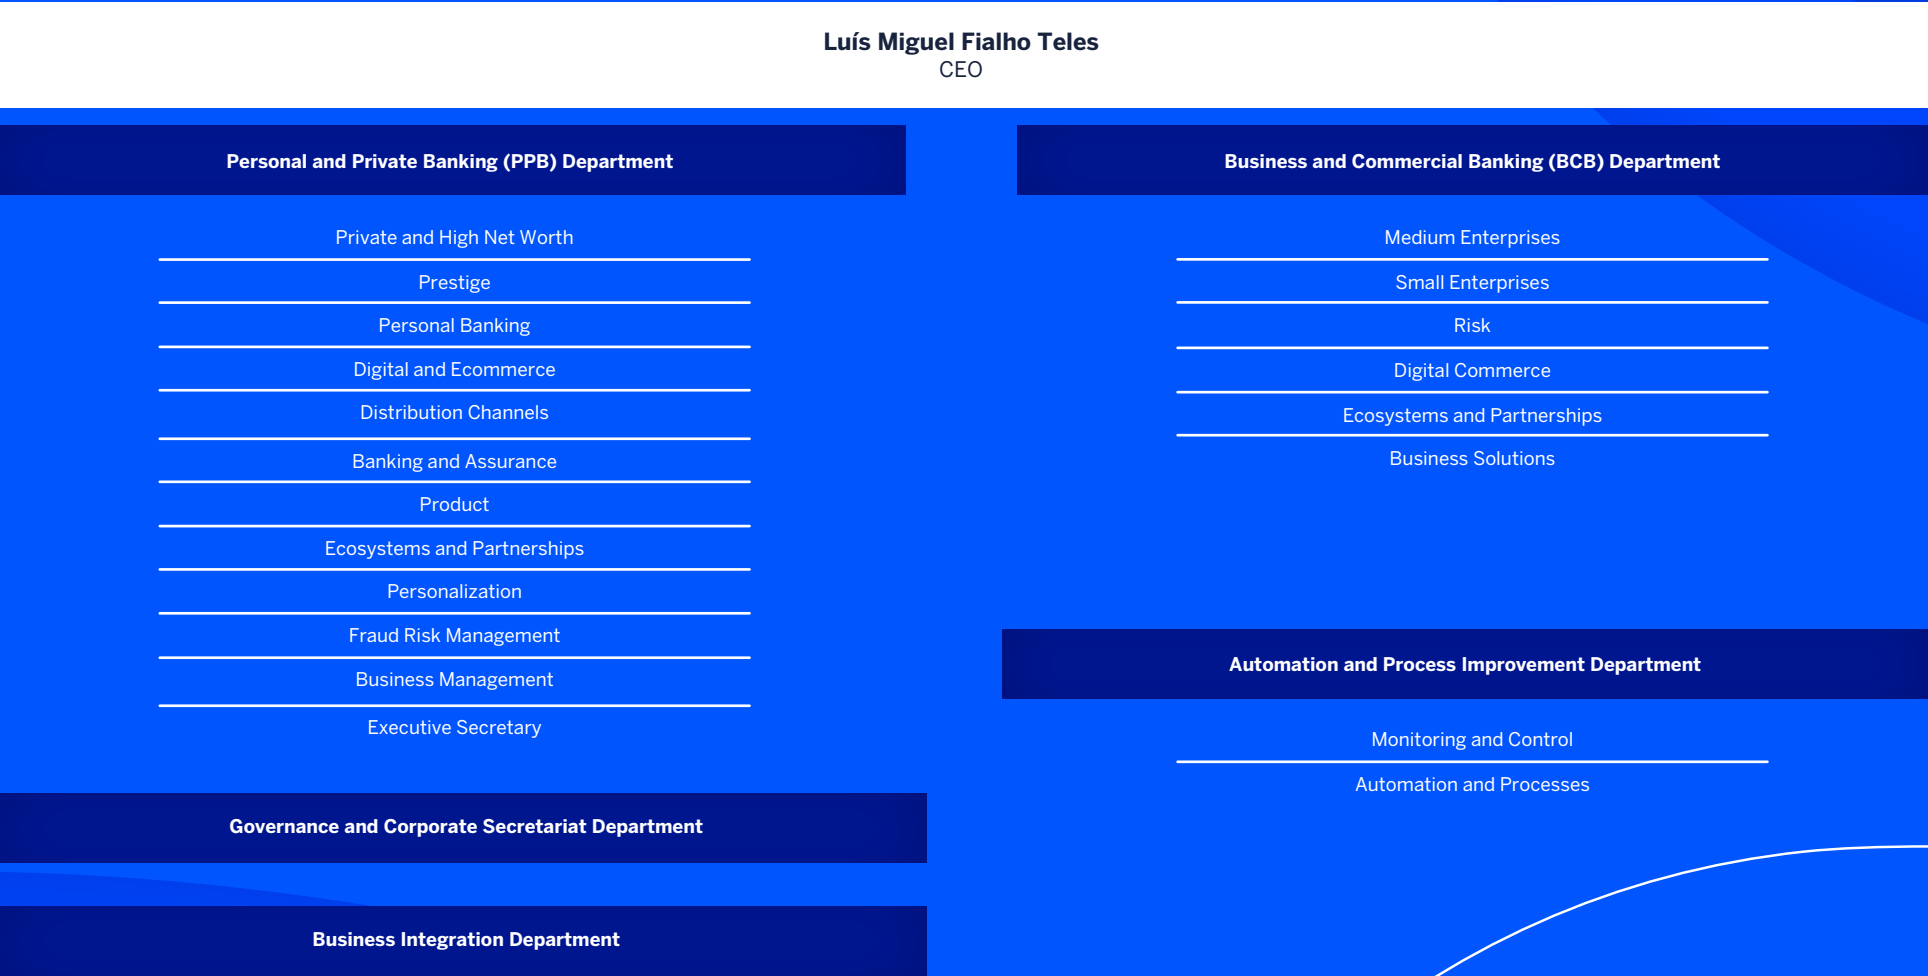 Luís Miguel Fialho Teles
CEO
Personal and Private Banking (PPB) Department
Private and High Net Worth
Prestige
Personal Banking
Digital and Ecommerce
Distribution Channels
Banking and Assurance
Product
Ecosystems and Partnerships
Personalization
Fraud Risk Management
Business Management
Executive Secretary
Governance and Corporate Secretariat Department
Business Integration Department
Business and Commercial Banking (BCB) Department
Medium Enterprises
Small Enterprises
Risk
Digital Commerce
Ecosystems and Partnerships
Business Solutions
Automation and Process Improvement Department
Monitoring and Control
Automation and Processes